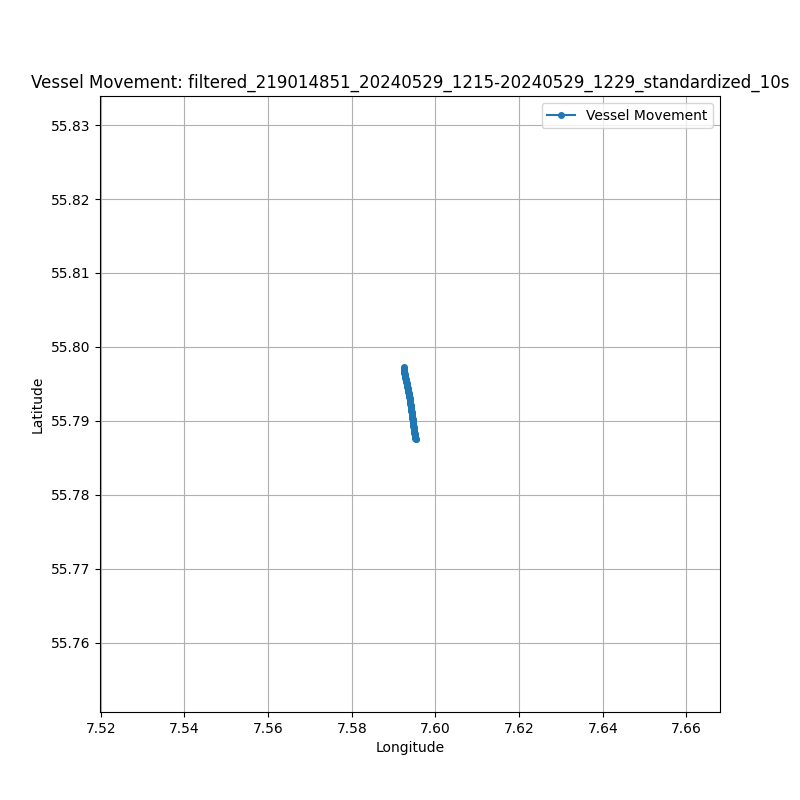 Vessel Movement: filtered_219014851_20240529_1215-20240529_1229_standardized_10s
Vessel Movement
55.83
55.82
55.81
55.80
55.79
55.78
55.77
55.76
Latitude
7.52 7.54 7.56 7.58 7.60 7.62 7.64 7.66
Longitude